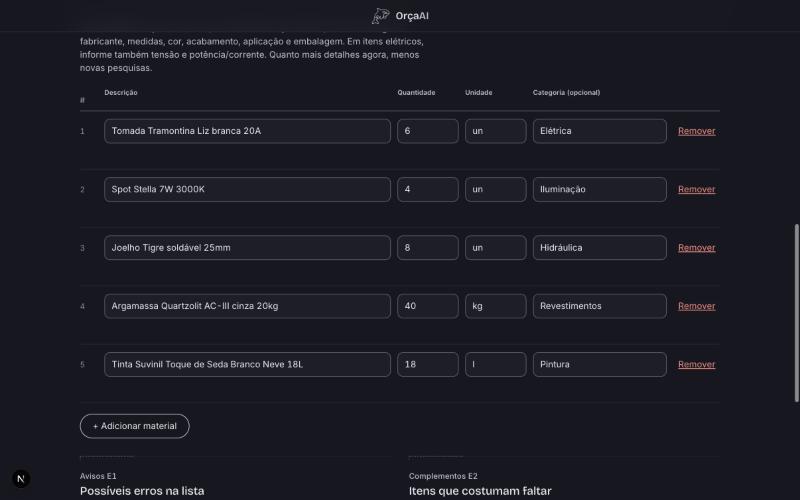 OrçaAI
fabricante, medidas, cor, acabamento, aplicação e embalagem. Em itens elétricos,
informe também tensão e potência/corrente. Quanto mais detalhes agora, menos
novas pesquisas.
# Descrição Quantidade Unidade Categoria (opcional)
1 Tomada Tramontina Liz branca 20A 6 un Elétrica Remover
2 Spot Stella 7W 3000K 4 un Iluminação Remover
3 Joelho Tigre soldável 25mm 8 un Hidráulica Remover
4 Argamassa Quartzolit AC-III cinza 20kg 40 kg Revestimentos Remover
5 Tinta Suvinil Toque de Seda Branco Neve 18L 18 l Pintura Remover
+ Adicionar material
Avisos E1 Complementos E2
Possíveis erros na lista Itens que costumam faltar
N